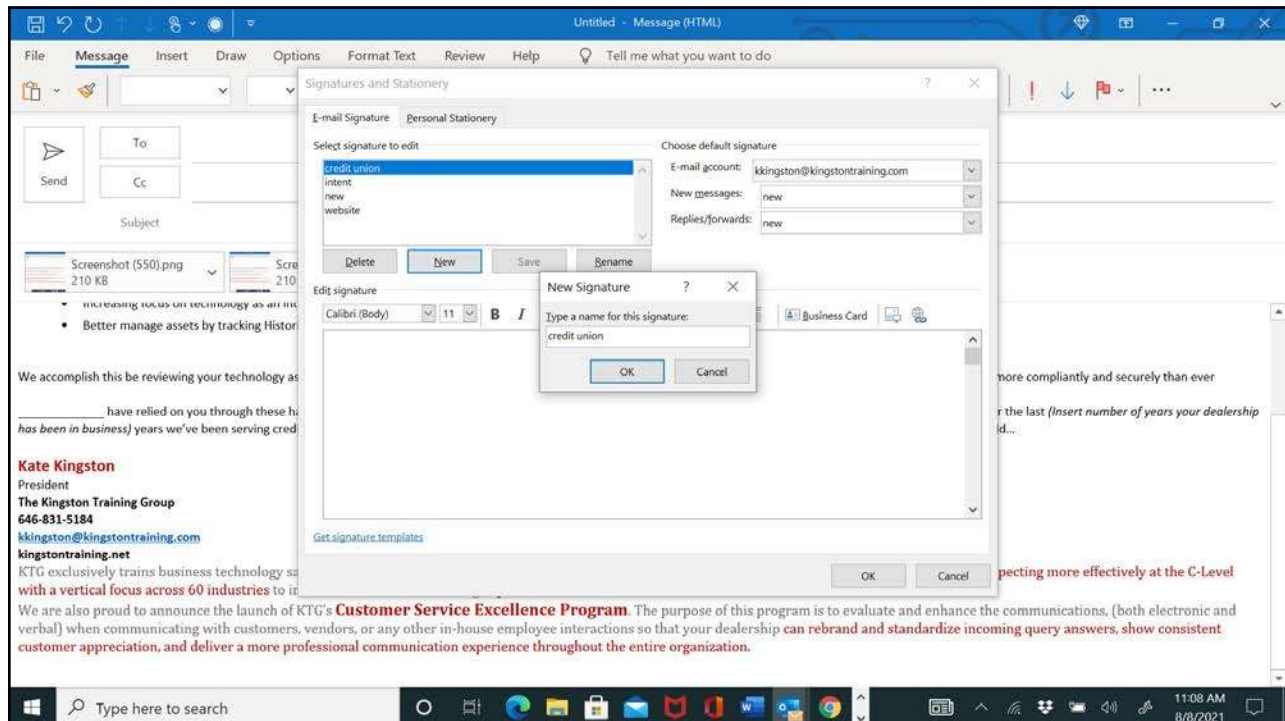 Untitled - Message (HTML)
File Message Insert Draw Options Format Text Review Help Tell me what you want to do
Signatures and Stationery ?
E-mail Signature Personal Stationery
Select signature to edit
credit union
intent
new
website
Choose default signature
E-mail account: kkingston@kingstontraining.com
New messages: new
Replies/forwards: new
Delete New Save Rename
Edit signature
Calibri (Body) 11 B I Business Card
New Signature ?
Type a name for this signature:
credit union
OK Cancel
Get signature templates
OK Cancel
Send
To
Cc
Subject
Screenshot (550).png
210 KB
Scre
210
• Increasing focus on technology as an int
• Better manage assets by tracking Histor
We accomplish this be reviewing your technology as more compliantly and securely than ever
______________ have relied on you through these ha r the last (Insert number of years your dealership
has been in business) years we've been serving cred d...
Kate Kingston
President
The Kingston Training Group
646-831-5184
kkingston@kingstontraining.com
kingstontraining.net
KTG exclusively trains business technology sa pecting more effectively at the C-Level
with a vertical focus across 60 industries to in
We are also proud to announce the launch of KTG's Customer Service Excellence Program. The purpose of this program is to evaluate and enhance the communications, (both electronic and
verbal) when communicating with customers, vendors, or any other in-house employee interactions so that your dealership can rebrand and standardize incoming query answers, show consistent
customer appreciation, and deliver a more professional communication experience throughout the entire organization.
Type here to search
11:08 AM
8/8/2021